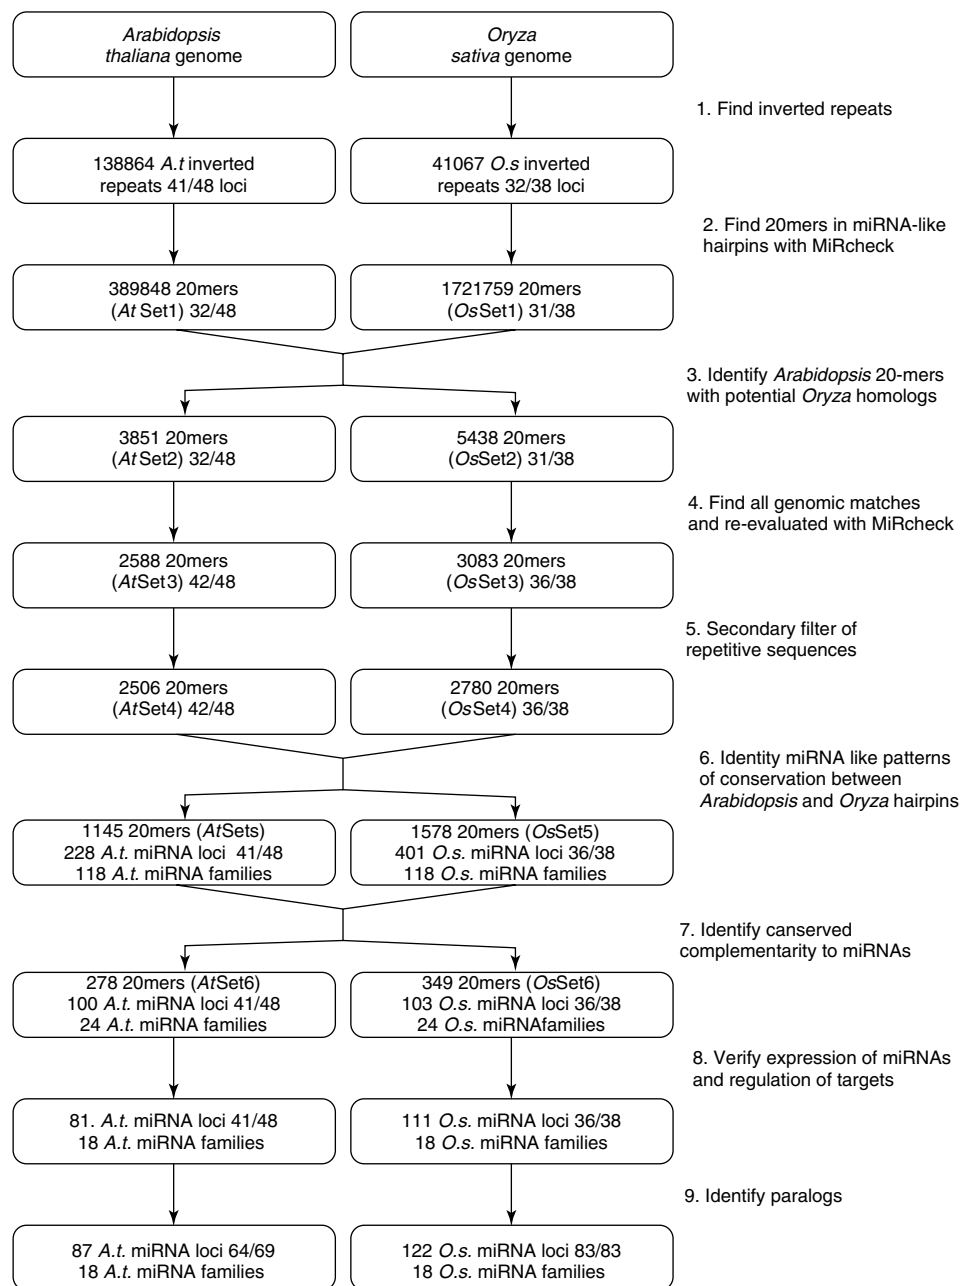 Arabidopsis
thaliana genome
Oryza
sativa genome
1. Find inverted repeats
138864 A.t inverted
repeats 41/48 loci
41067 O.s inverted
repeats 32/38 loci
2. Find 20mers in miRNA-like
hairpins with MiRcheck
389848 20mers
(At Set1) 32/48
1721759 20mers
(OsSet1) 31/38
3. Identify Arabidopsis 20-mers
with potential Oryza homologs
3851 20mers
(At Set2) 32/48
5438 20mers
(OsSet2) 31/38
4. Find all genomic matches
and re-evaluated with MiRcheck
2588 20mers
(AtSet3) 42/48
3083 20mers
(OsSet3) 36/38
5. Secondary filter of
repetitive sequences
2506 20mers
(AtSet4) 42/48
2780 20mers
(OsSet4) 36/38
6. Identity miRNA like patterns
of conservation between
Arabidopsis and Oryza hairpins
1145 20mers (AtSets)
228 A.t. miRNA loci 41/48
118 A.t. miRNA families
1578 20mers (OsSet5)
401 O.s. miRNA loci 36/38
118 O.s. miRNA families
7. Identify canserved
complementarity to miRNAs
278 20mers (AtSet6)
100 A.t. miRNA loci 41/48
24 A.t. miRNA families
349 20mers (OsSet6)
103 O.s. miRNA loci 36/38
24 O.s. miRNAfamilies
8. Verify expression of miRNAs
and regulation of targets
81. A.t. miRNA loci 41/48
18 A.t. miRNA families
111 O.s. miRNA loci 36/38
18 O.s. miRNA families
9. Identify paralogs
87 A.t. miRNA loci 64/69
18 A.t. miRNA families
122 O.s. miRNA loci 83/83
18 O.s. miRNA families